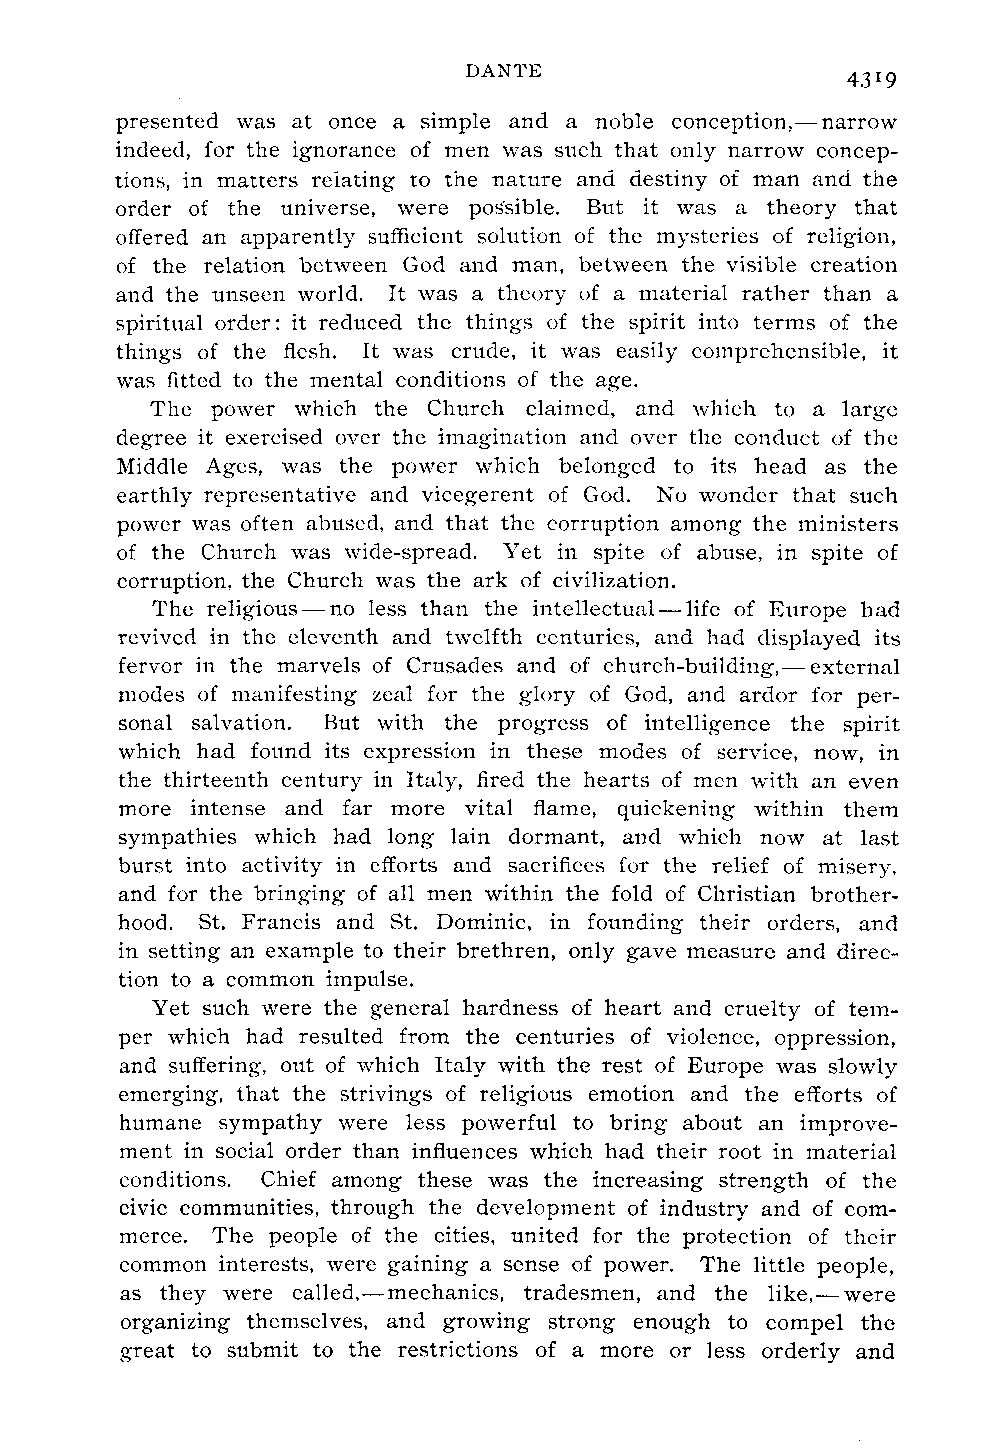 DANTE
4319
presented was at once a simple and a noble conception,—narrow
indeed, for the ignorance of men was such that only narrow concep-
tions, in matters relating to the nature and destiny of man and the
order of the universe, were possible. But it was a theory that
offered an apparently sufficient solution of the mysteries of religion,
of the relation between God and man, between the visible creation
and the unseen world. It was a theory of a material rather than a
spiritual order: it reduced the things of the spirit into terms of the
things of the flesh. It was crude, it was easily comprehensible, it
was fitted to the mental conditions of the age.
The power which the Church claimed, and which to a large
degree it exercised over the imagination and over the conduct of the
Middle Ages, was the power which belonged to its head as the
earthly representative and vicegerent of God. No wonder that such
power was often abused, and that the corruption among the ministers
of the Church was wide-spread. Yet in spite of abuse, in spite of
corruption, the Church was the ark of civilization.
The religious—no less than the intellectual—life of Europe had
revived in the eleventh and twelfth centuries, and had displayed its
fervor in the marvels of Crusades and of church-building,—external
modes of manifesting zeal for the glory of God, and ardor for per-
sonal salvation. But with the progress of intelligence the spirit
which had found its expression in these modes of service, now, in
the thirteenth century in Italy, fired the hearts of men with an even
more intense and far more vital flame, quickening within them
sympathies which had long lain dormant, and which now at last
burst into activity in efforts and sacrifices for the relief of misery,
and for the bringing of all men within the fold of Christian brother-
hood. St. Francis and St. Dominic, in founding their orders, and
in setting an example to their brethren, only gave measure and direc-
tion to a common impulse.
Yet such were the general hardness of heart and cruelty of tem-
per which had resulted from the centuries of violence, oppression,
and suffering, out of which Italy with the rest of Europe was slowly
emerging, that the strivings of religious emotion and the efforts of
humane sympathy were less powerful to bring about an improve-
ment in social order than influences which had their root in material
conditions. Chief among these was the increasing strength of the
civic communities, through the development of industry and of com-
merce. The people of the cities, united for the protection of their
common interests, were gaining a sense of power. The little people,
as they were called,—mechanics, tradesmen, and the like,—were
organizing themselves, and growing strong enough to compel the
great to submit to the restrictions of a more or less orderly and